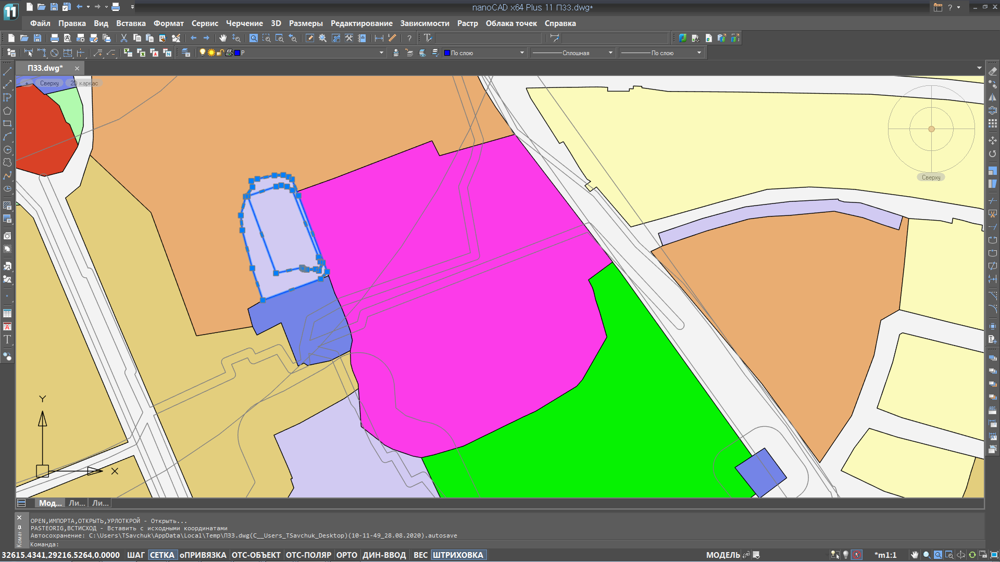 11
nanoCAD x64 Plus 11 ПЗЗ.dwg*
Файл Правка Вид Вставка Формат Сервис Черчение 3D Размеры Редактирование Зависимости Растр Облака точек Справка
P
По слою
Сплошная
По слою
ПЗЗ.dwg*
+ Сверху 2D каркас
Сверху
Y
X
Мод... Ли... Ли...
OPEN,ИМПОРТА,ОТКРЫТЬ,УРЛОТКРОЙ - Открыть...
PASTEORIG,ВСТИСХОД - Вставить с исходными координатами
Автосохранение: C:\Users\TSavchuk\AppData\Local\Temp\ПЗЗ.dwg(C__Users_TSavchuk_Desktop)(10-11-49_28.08.2020).autosave
Команда:
32615.4341,29216.5264,0.0000 ШАГ СЕТКА оПРИВЯЗКА ОТС-ОБЪЕКТ ОТС-ПОЛЯР ОРТО ДИН-ВВОД ВЕС ШТРИХОВКА МОДЕЛЬ *m1:1